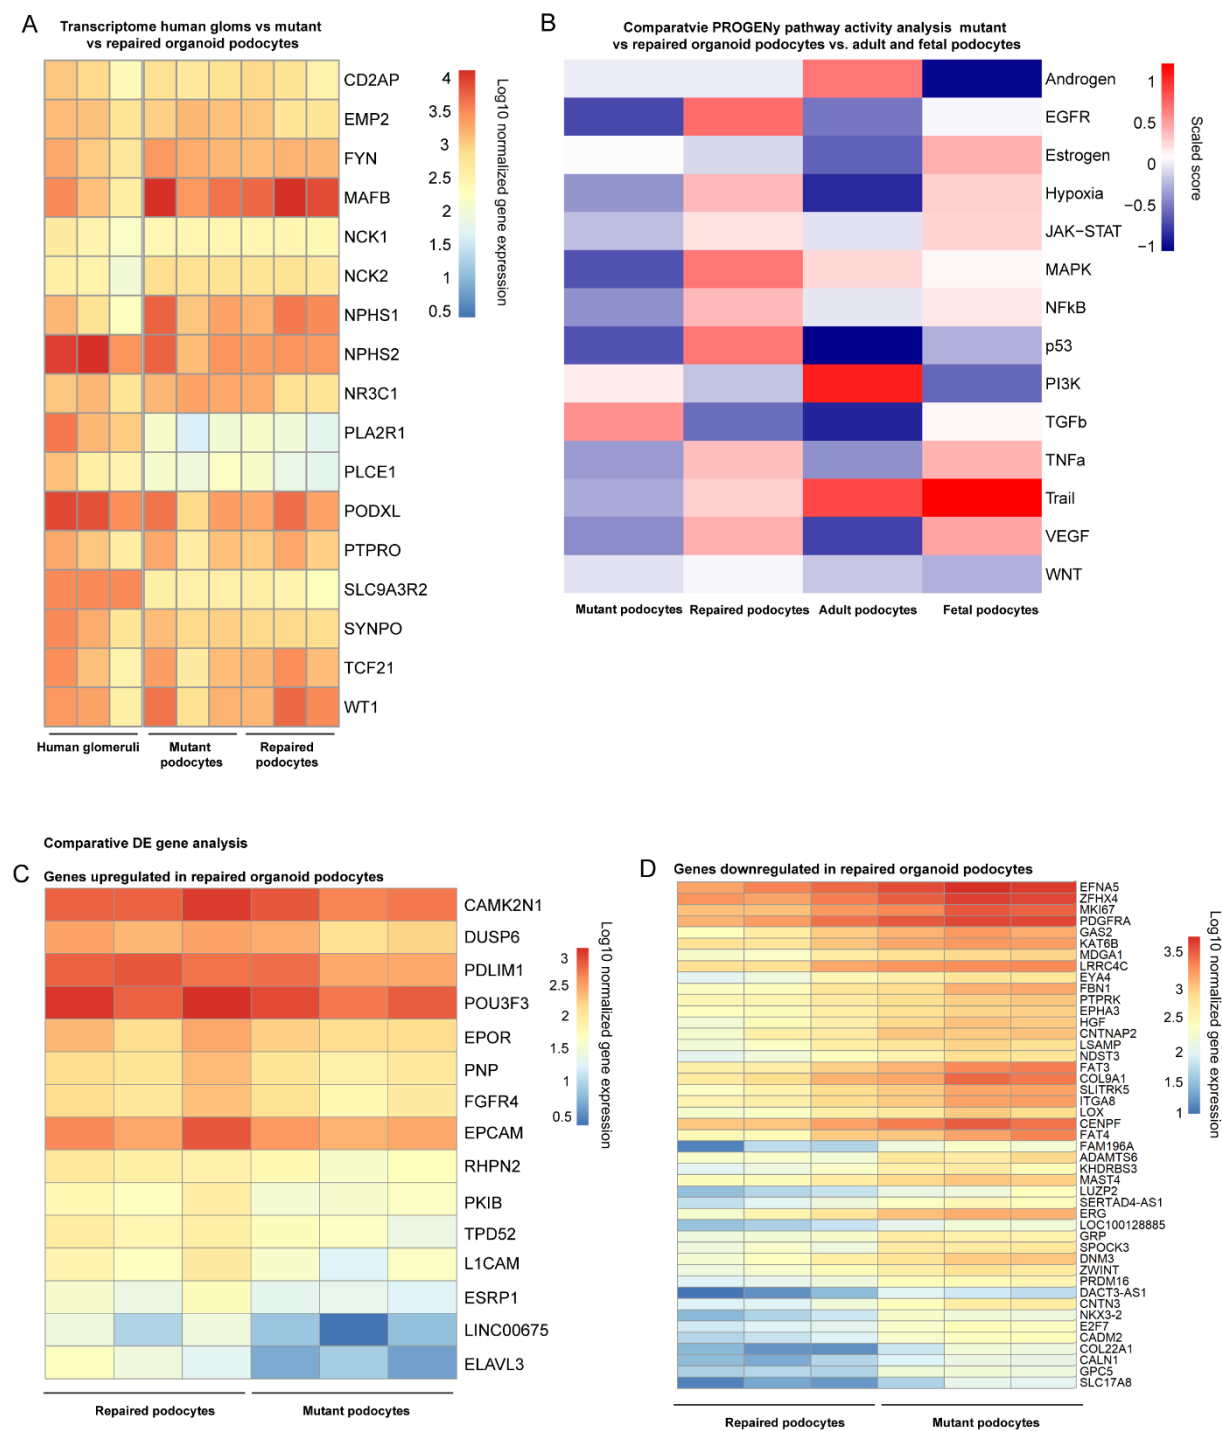 A
Transcriptome human gloms vs mutant
vs repaired organoid podocytes
CD2AP
EMP2
FYN
MAFB
NCK1
NCK2
NPHS1
NPHS2
NR3C1
PLA2R1
PLCE1
PODXL
PTPRO
SLC9A3R2
SYNPO
TCF21
WT1
4
3.5
3
2.5
2
1.5
1
0.5
Log10 normalized gene expression
Human glomeruli
Mutant
podocytes
Repaired
podocytes
B
Comparatvie PROGENy pathway activity analysis mutant
vs repaired organoid podocytes vs. adult and fetal podocytes
Androgen
EGFR
Estrogen
Hypoxia
JAK−STAT
MAPK
NFkB
p53
PI3K
TGFb
TNFa
Trail
VEGF
WNT
1
0.5
0
−0.5
−1
Scaled score
Mutant podocytes
Repaired podocytes
Adult podocytes
Fetal podocytes
Comparative DE gene analysis
C
Genes upregulated in repaired organoid podocytes
CAMK2N1
DUSP6
PDLIM1
POU3F3
EPOR
PNP
FGFR4
EPCAM
RHPN2
PKIB
TPD52
L1CAM
ESRP1
LINC00675
ELAVL3
3
2.5
2
1.5
1
0.5
Log10 normalized gene expression
Repaired podocytes
Mutant podocytes
D
Genes downregulated in repaired organoid podocytes
EFNA5
ZFHX4
MKI67
PDGFRA
GAS2
KAT6B
MDGA1
LRRC4C
EYA4
FBN1
PTPRK
EPHA3
HGF
CNTNAP2
LSAMP
NDST3
FAT3
COL9A1
SLITRK5
ITGA8
LOX
CENPF
FAT4
FAM196A
ADAMTS6
KHDRBS3
MAST4
LUZP2
SERTAD4-AS1
ERG
LOC100128885
GRP
SPOCK3
DNM3
ZWINT
PRDM16
DACT3-AS1
CNTN3
NKX3-2
E2F7
CADM2
COL22A1
CALN1
GPC5
SLC17A8
3.5
3
2.5
2
1.5
1
Log10 normalized gene expression
Repaired podocytes
Mutant podocytes